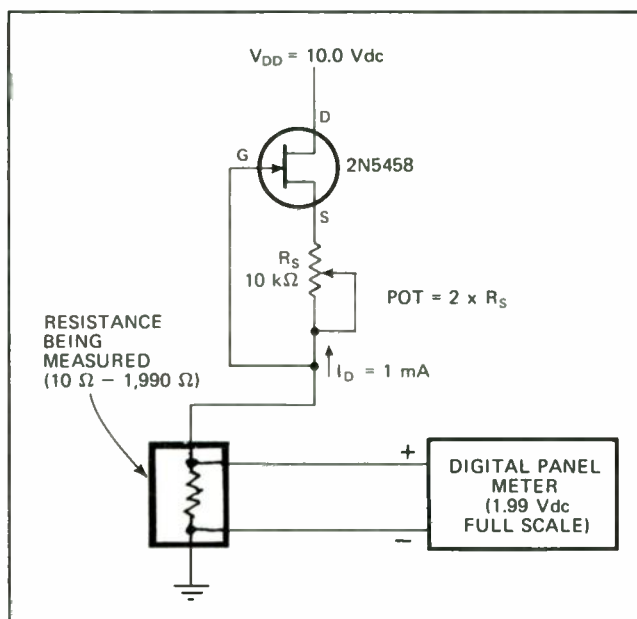 V_DD = 10.0 Vdc
D
G
2N5458
S
R_S
10 kΩ
POT = 2 x R_S
RESISTANCE
BEING
MEASURED
(10 Ω – 1,990 Ω)
I_D = 1 mA
+
DIGITAL PANEL
METER
(1.99 Vdc
FULL SCALE)
–